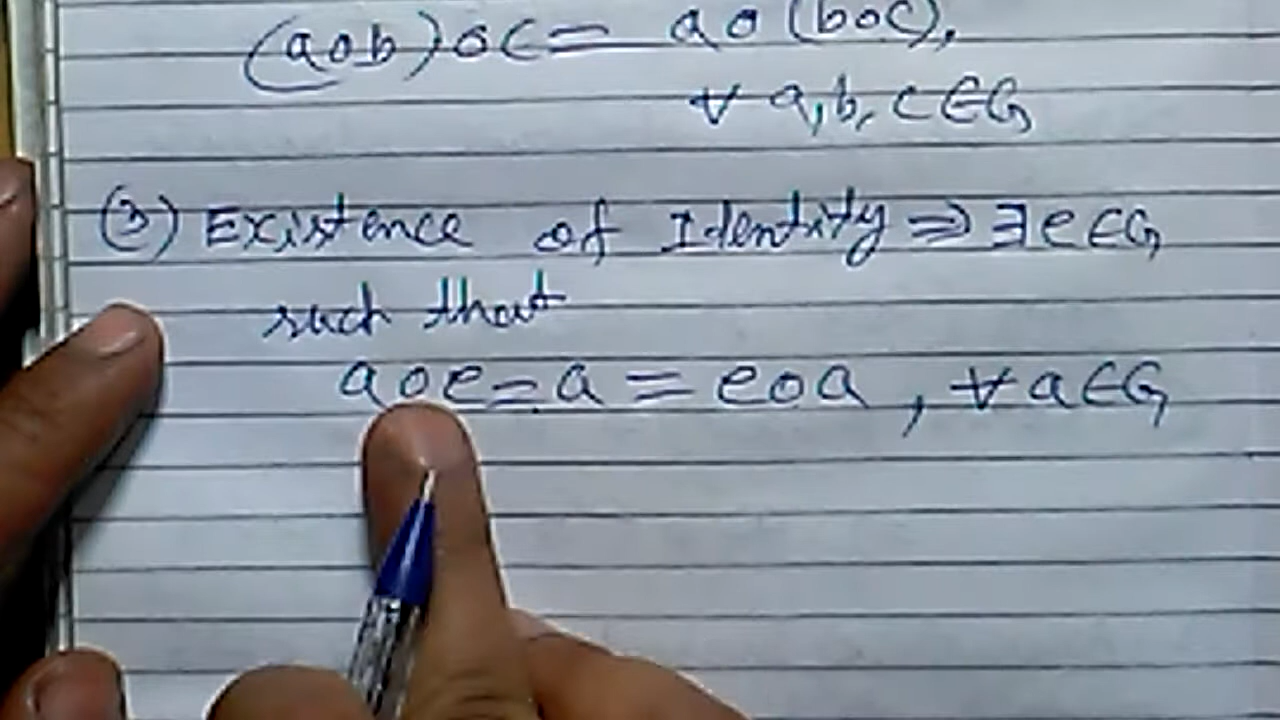 (aob)oc = ao(boc),
∀ a, b, c ∈ G
(3) Existence of Identity ⇒ ∃ e ∈ G
such that
aoe = a = eoa, ∀ a ∈ G